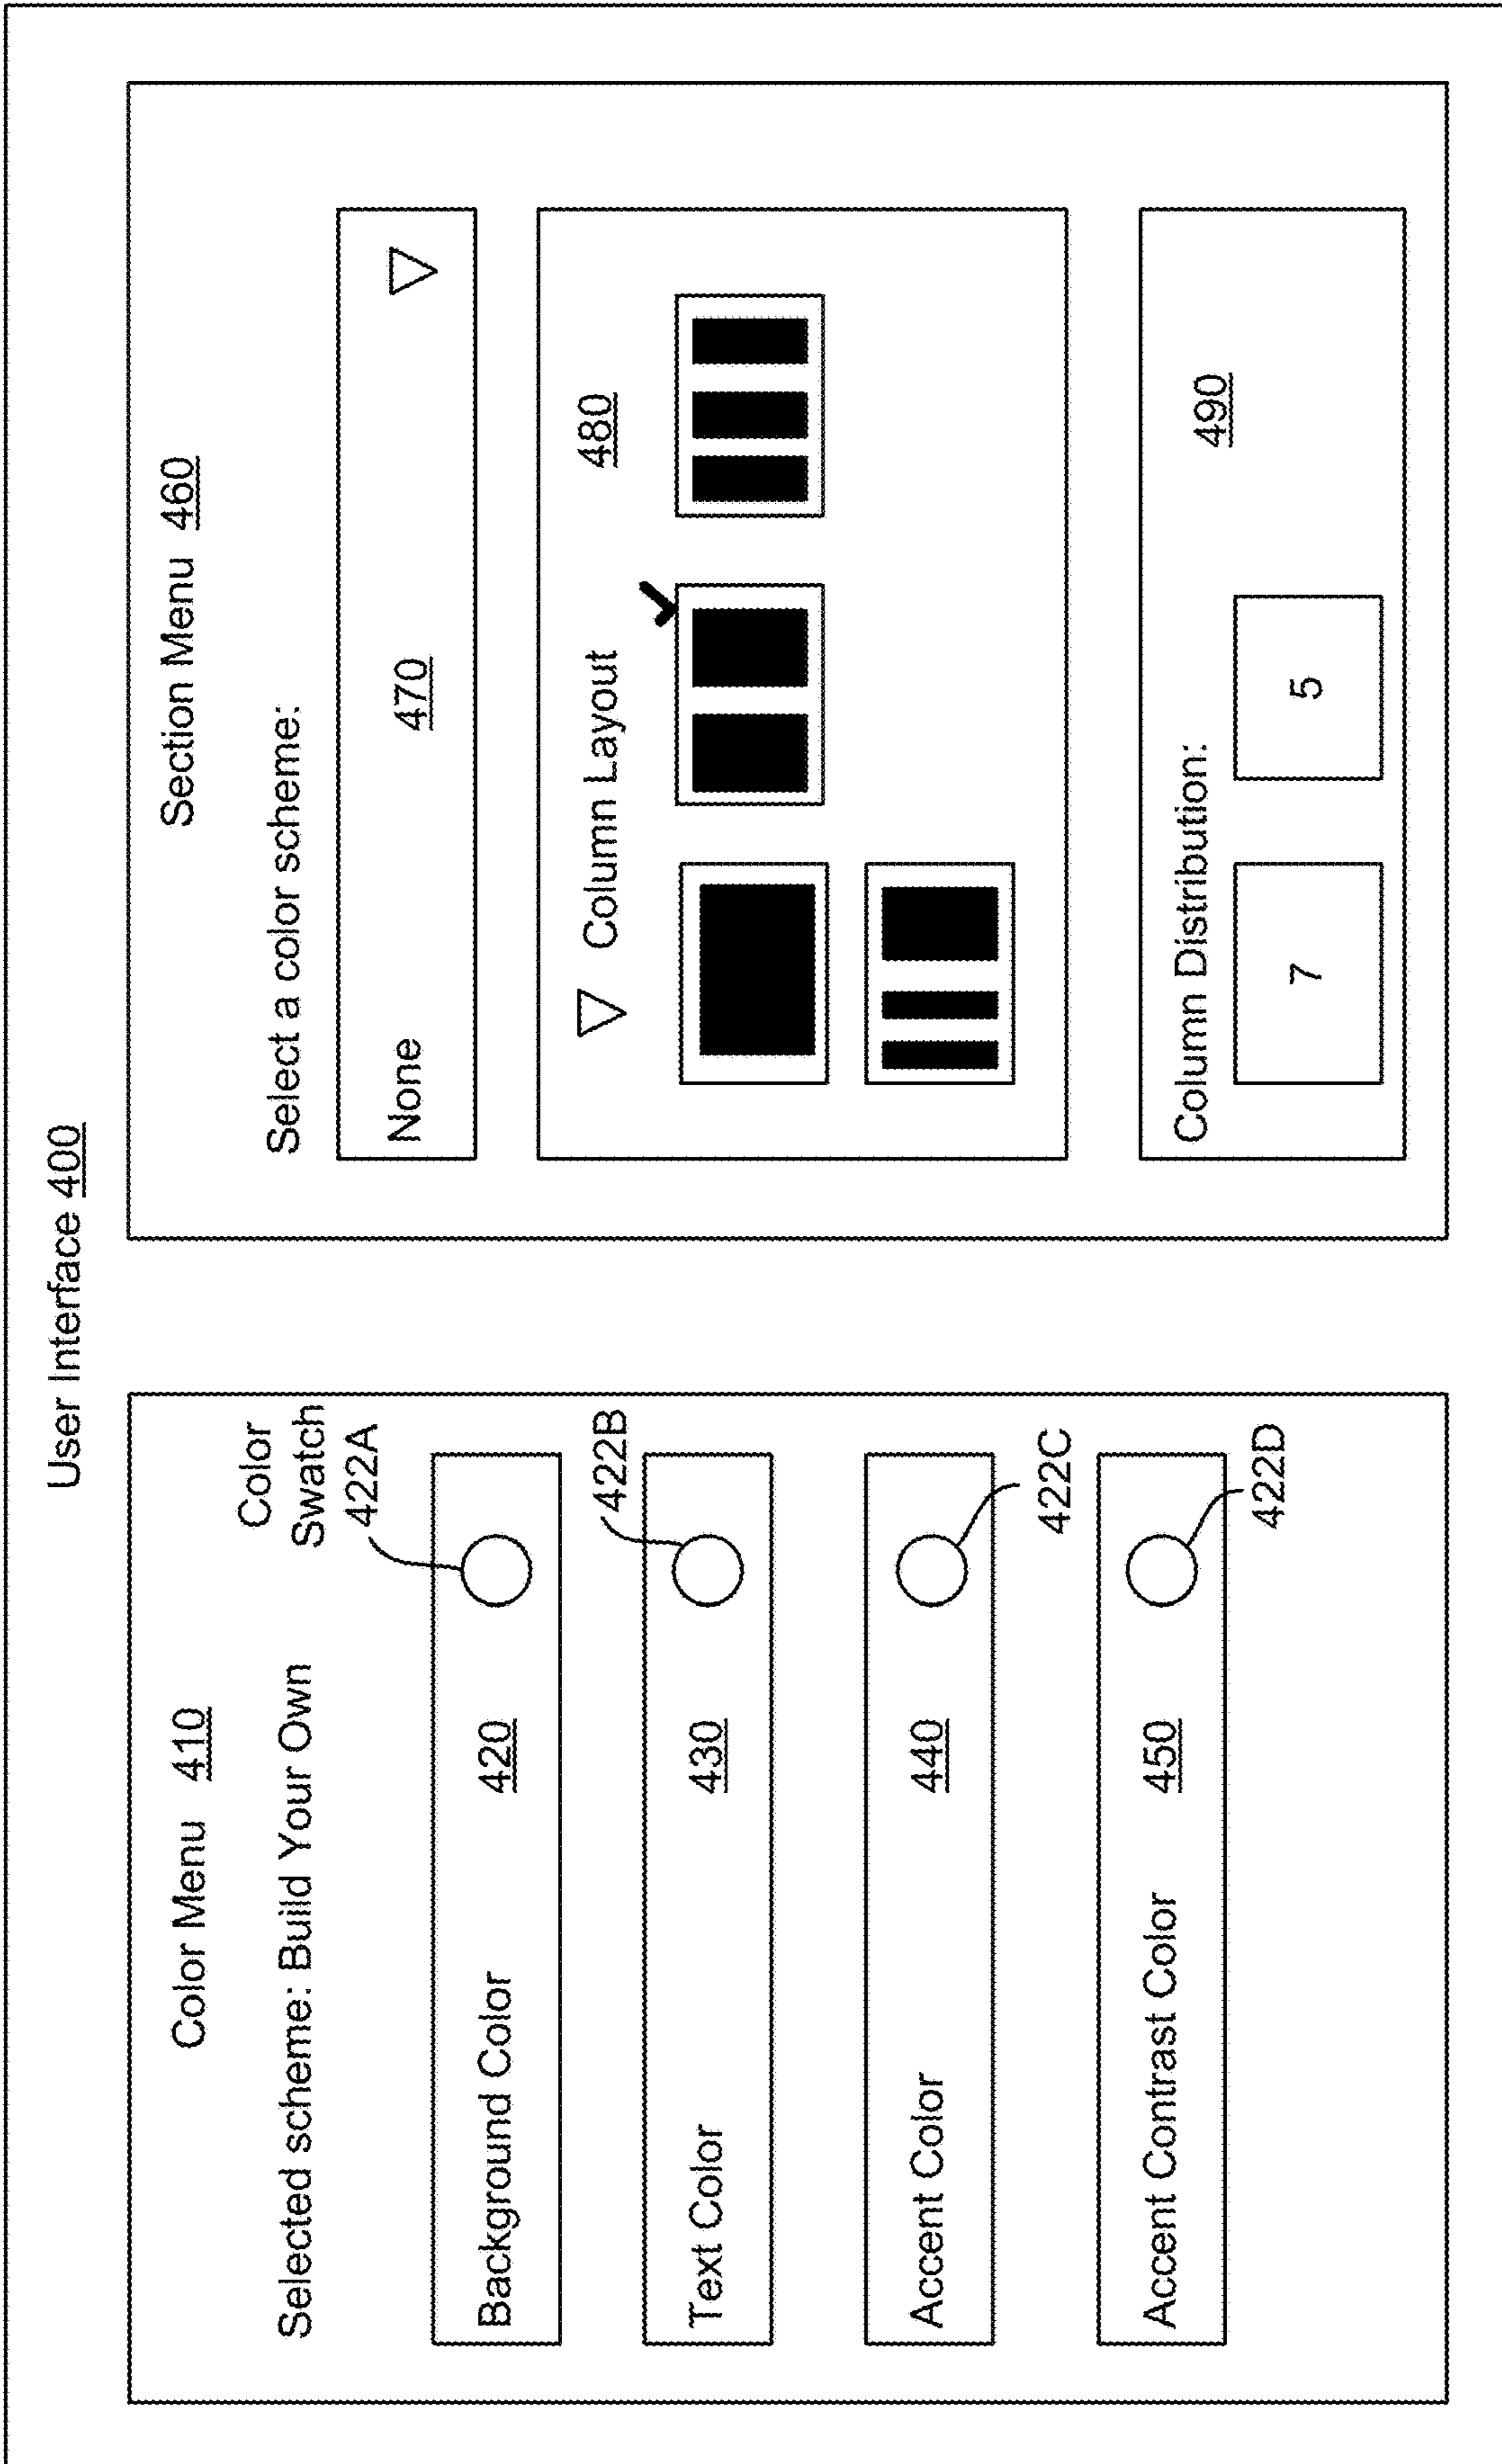 User Interface 400
Color Menu 410
Selected scheme: Build Your Own
Color
Swatch
422A
Background Color 420
422B
Text Color 430
Accent Color 440
422C
Accent Contrast Color 450
422D
Section Menu 460
Select a color scheme:
None 470
Column Layout 480
Column Distribution: 490
7 5